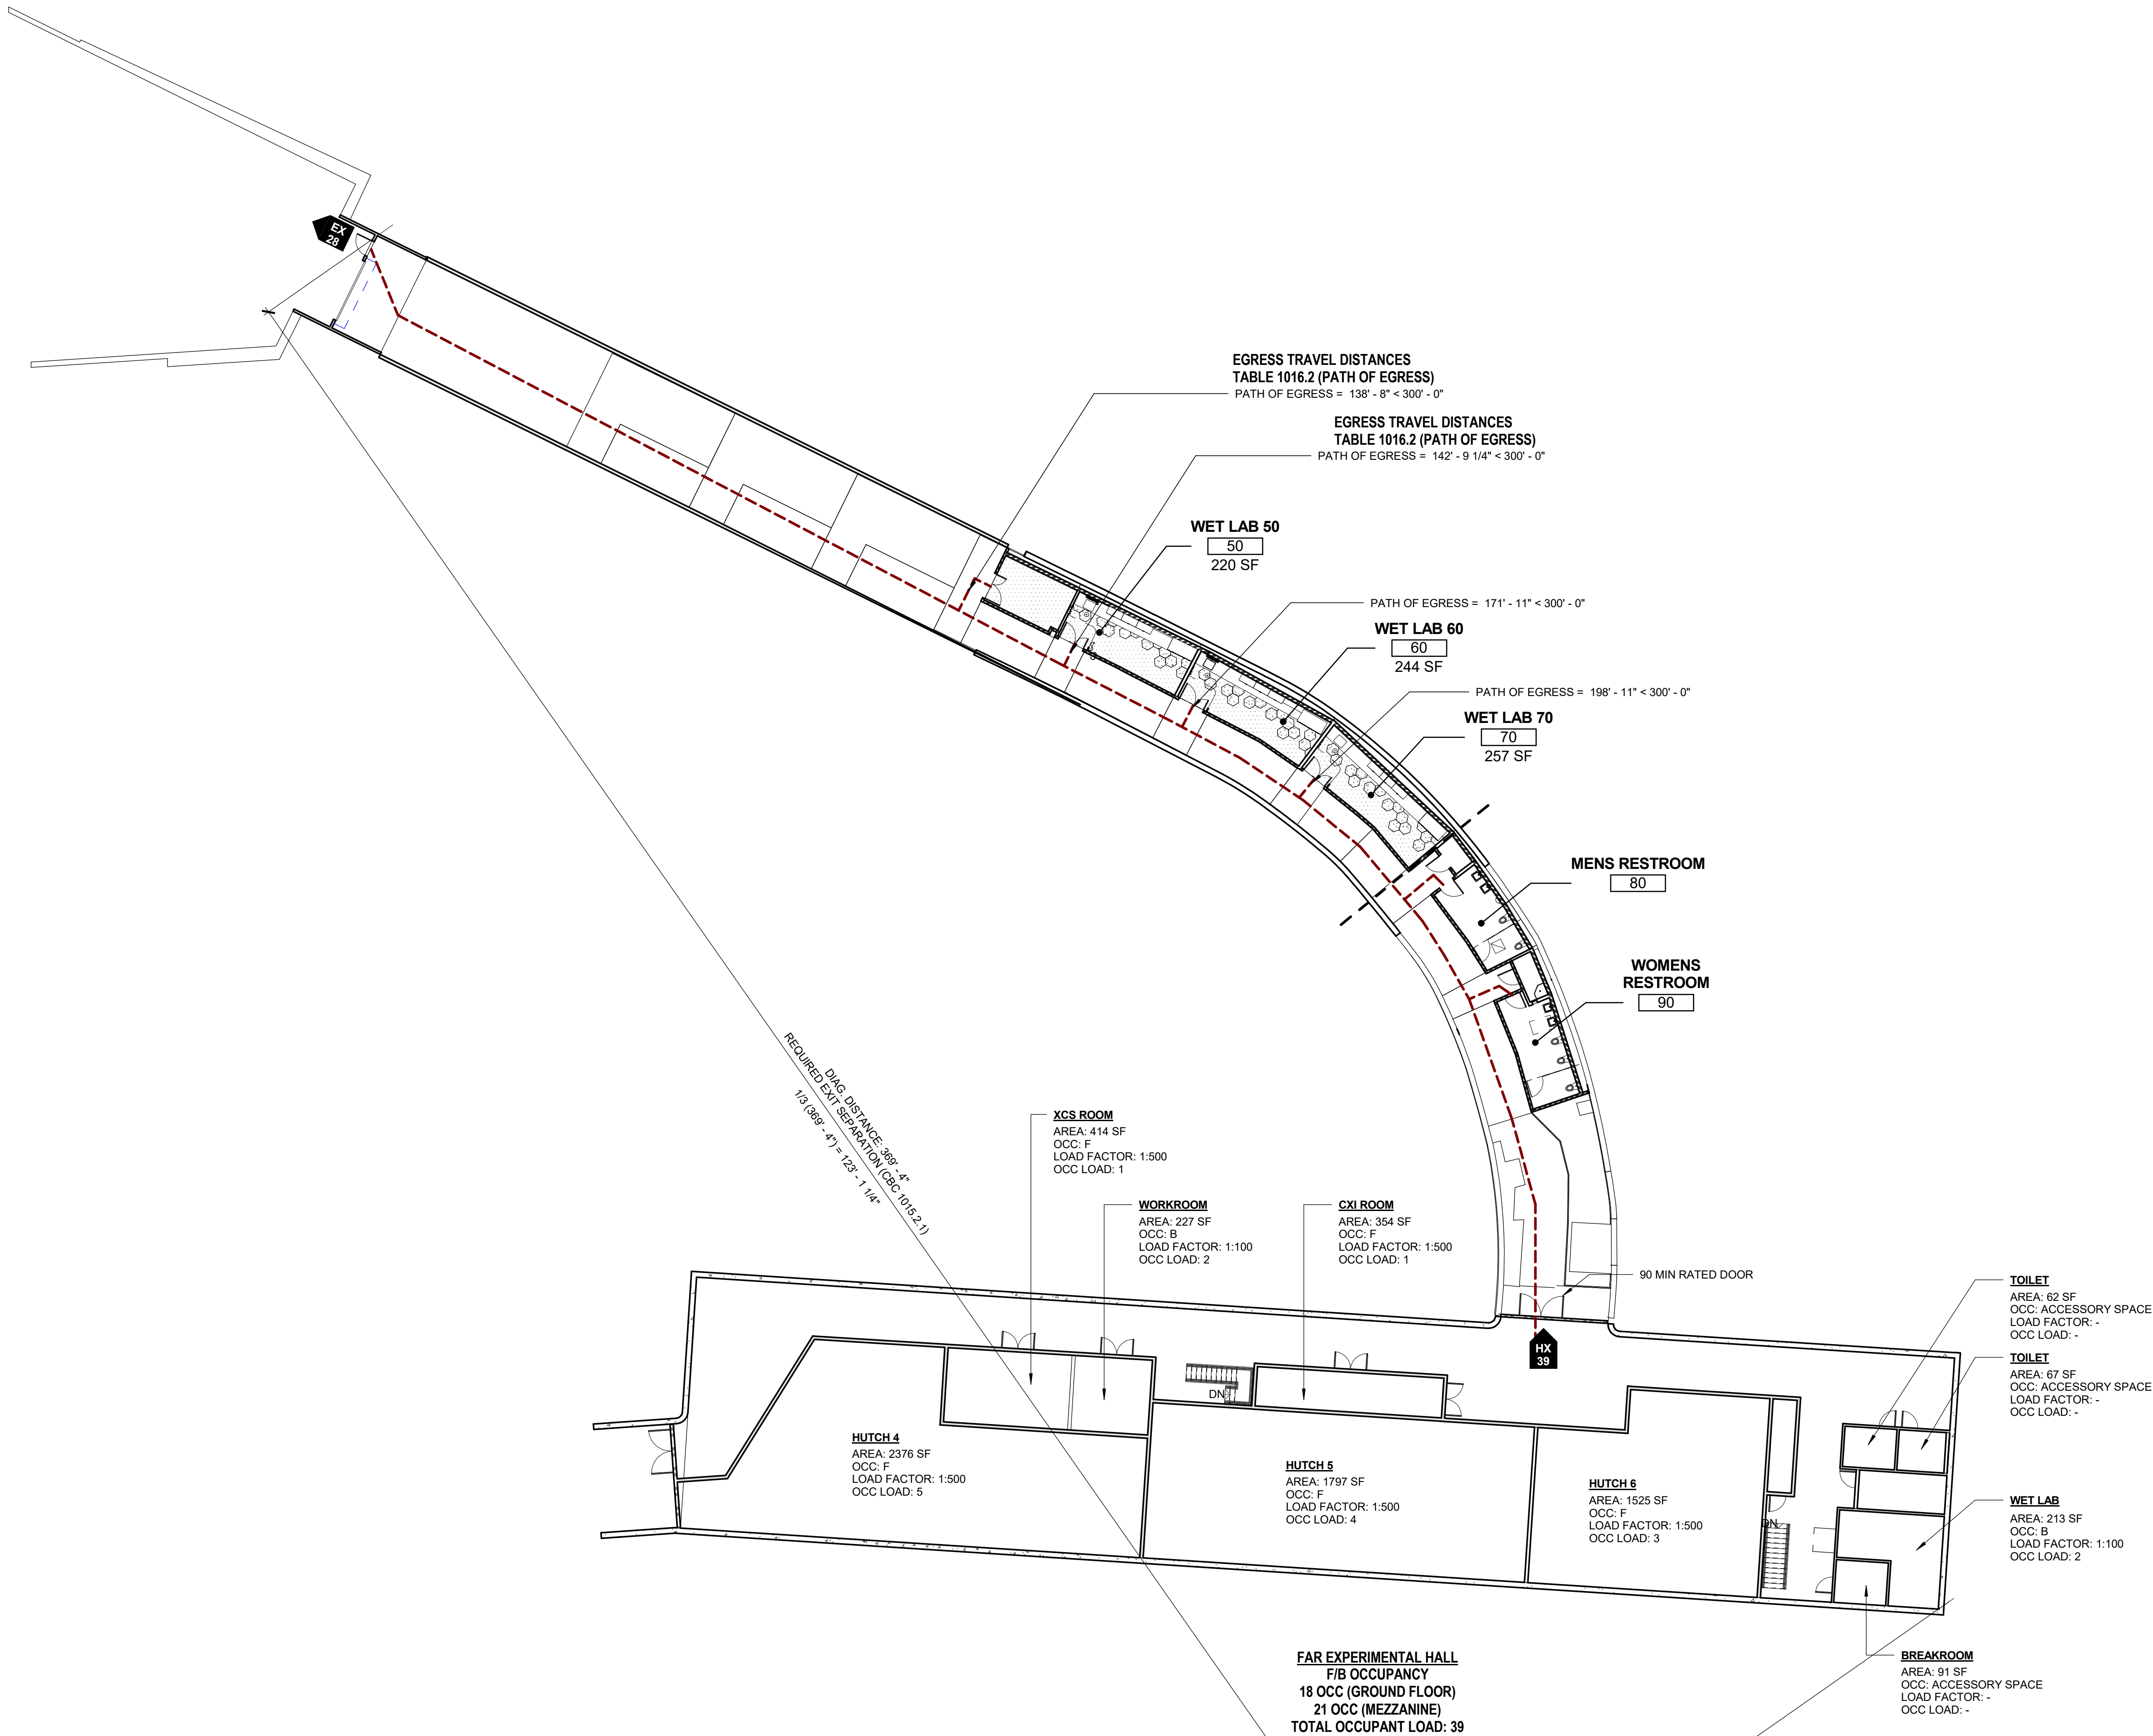 EX
28
EGRESS TRAVEL DISTANCES
TABLE 1016.2 (PATH OF EGRESS)
PATH OF EGRESS = 138' - 8" < 300' - 0"
EGRESS TRAVEL DISTANCES
TABLE 1016.2 (PATH OF EGRESS)
PATH OF EGRESS = 142' - 9 1/4" < 300' - 0"
WET LAB 50
50
220 SF
PATH OF EGRESS = 171' - 11" < 300' - 0"
WET LAB 60
60
244 SF
PATH OF EGRESS = 198' - 11" < 300' - 0"
WET LAB 70
70
257 SF
MENS RESTROOM
80
WOMENS
RESTROOM
90
DIAG. DISTANCE: 369' - 4"
REQUIRED EXIT SEPARATION (CBC 1015.2.1)
1/3 (369' - 4") = 123' - 1 1/4"
XCS ROOM
AREA: 414 SF
OCC: F
LOAD FACTOR: 1:500
OCC LOAD: 1
WORKROOM
AREA: 227 SF
OCC: B
LOAD FACTOR: 1:100
OCC LOAD: 2
CXI ROOM
AREA: 354 SF
OCC: F
LOAD FACTOR: 1:500
OCC LOAD: 1
90 MIN RATED DOOR
HX
39
TOILET
AREA: 62 SF
OCC: ACCESSORY SPACE
LOAD FACTOR: -
OCC LOAD: -
TOILET
AREA: 67 SF
OCC: ACCESSORY SPACE
LOAD FACTOR: -
OCC LOAD: -
DN
HUTCH 4
AREA: 2376 SF
OCC: F
LOAD FACTOR: 1:500
OCC LOAD: 5
HUTCH 5
AREA: 1797 SF
OCC: F
LOAD FACTOR: 1:500
OCC LOAD: 4
HUTCH 6
AREA: 1525 SF
OCC: F
LOAD FACTOR: 1:500
OCC LOAD: 3
DN
WET LAB
AREA: 213 SF
OCC: B
LOAD FACTOR: 1:100
OCC LOAD: 2
BREAKROOM
AREA: 91 SF
OCC: ACCESSORY SPACE
LOAD FACTOR: -
OCC LOAD: -
FAR EXPERIMENTAL HALL
F/B OCCUPANCY
18 OCC (GROUND FLOOR)
21 OCC (MEZZANINE)
TOTAL OCCUPANT LOAD: 39